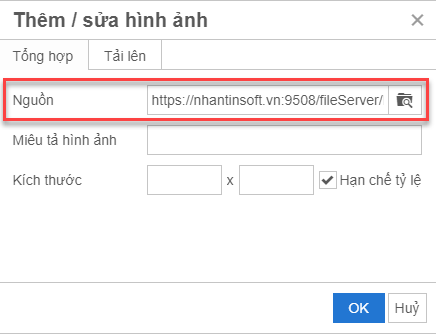 Thêm / sửa hình ảnh
Tổng hợp Tải lên
Nguồn https://nhantinsoft.vn:9508/fileServer/
Miêu tả hình ảnh
Kích thước x Hạn chế tỷ lệ
OK Huỷ